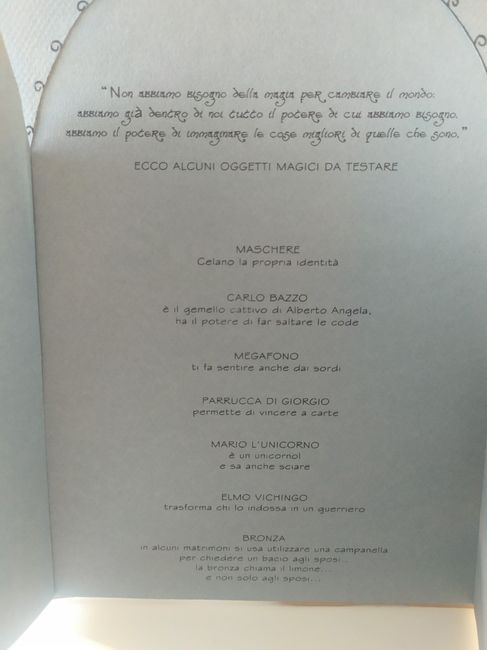 “Non abbiamo bisogno della magia per cambiare il mondo:
abbiamo già dentro di noi tutto il potere di cui abbiamo bisogno,
abbiamo il potere di immaginare le cose migliori di quelle che sono.”
ECCO ALCUNI OGGETTI MAGICI DA TESTARE
MASCHERE
Celano la propria identità
CARLO BAZZO
è il gemello cattivo di Alberto Angela,
ha il potere di far saltare le code
MEGAFONO
ti fa sentire anche dai sordi
PARRUCCA DI GIORGIO
permette di vincere a carte
MARIO L'UNICORNO
è un unicorno!
e sa anche sciare
ELMO VICHINGO
trasforma chi lo indossa in un guerriero
BRONZA
in alcuni matrimoni si usa utilizzare una campanella
per chiedere un bacio agli sposi..
la bronza chiama il limone...
e non solo agli sposi...